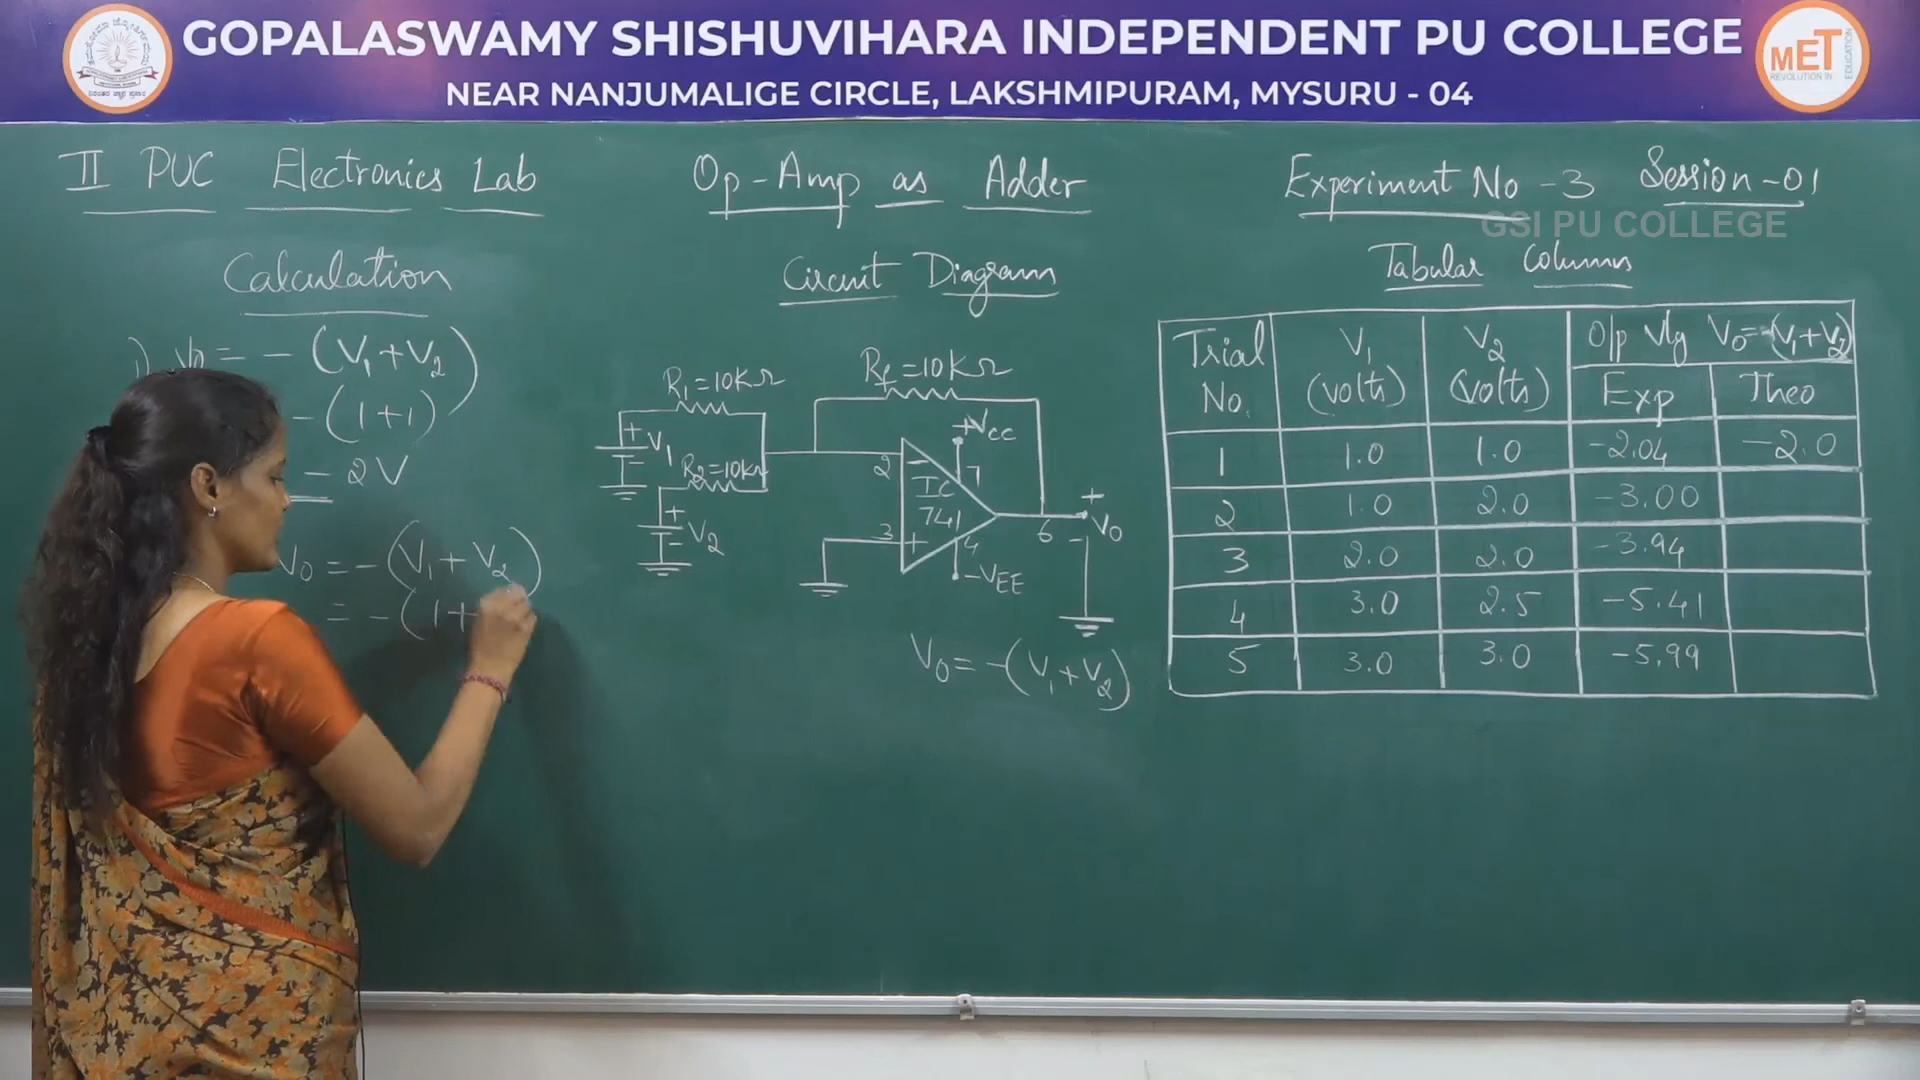 GOPALASWAMY SHISHUVIHARA INDEPENDENT PU COLLEGE
NEAR NANJUMALIGE CIRCLE, LAKSHMIPURAM, MYSURU - 04
MET
REVOLUTION IN
EDUCATION
II PUC Electronics Lab
Op-Amp as Adder
Experiment No - 3 Session - 01
GSI PU COLLEGE
Calculation
1) V0 = - (V1 + V2)
- (1+1)
- 2V
V0 = - (V1 + V2)
= - (1+
Circuit Diagram
R1 = 10KΩ
Rf = 10KΩ
+VCC
+ V1
R2 = 10KΩ
2 - 7
IC
741
+ V2
3 + 4 6
+
V0
-
-VEE
V0 = - (V1 + V2)
Tabular Column
Trial No. V1 (volts) V2 (volts) O/p Vlg V0 = -(V1+V2)
Exp Theo
1 1.0 1.0 -2.04 -2.0
2 1.0 2.0 -3.00
3 2.0 2.0 -3.94
4 3.0 2.5 -5.41
5 3.0 3.0 -5.99